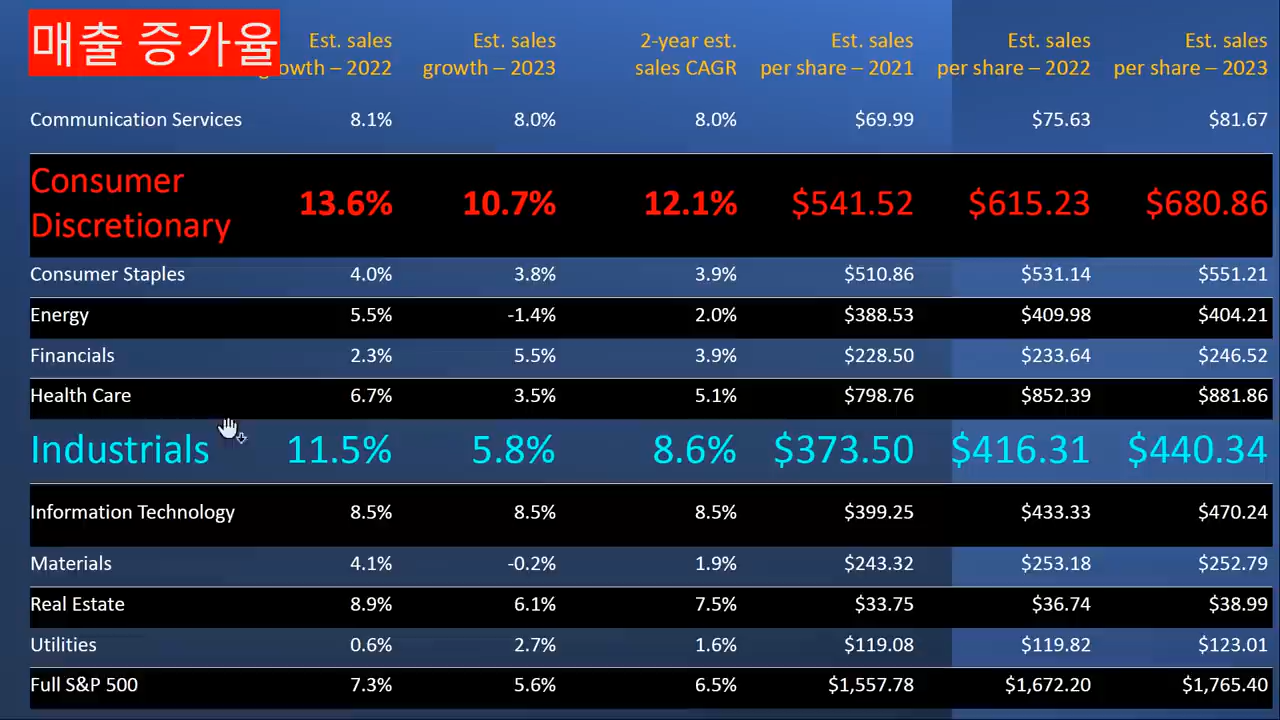 매출 증가율
Est. sales growth – 2022 Est. sales growth – 2023 2-year est. sales CAGR Est. sales per share – 2021 Est. sales per share – 2022 Est. sales per share – 2023
Communication Services 8.1% 8.0% 8.0% $69.99 $75.63 $81.67
Consumer Discretionary 13.6% 10.7% 12.1% $541.52 $615.23 $680.86
Consumer Staples 4.0% 3.8% 3.9% $510.86 $531.14 $551.21
Energy 5.5% -1.4% 2.0% $388.53 $409.98 $404.21
Financials 2.3% 5.5% 3.9% $228.50 $233.64 $246.52
Health Care 6.7% 3.5% 5.1% $798.76 $852.39 $881.86
Industrials 11.5% 5.8% 8.6% $373.50 $416.31 $440.34
Information Technology 8.5% 8.5% 8.5% $399.25 $433.33 $470.24
Materials 4.1% -0.2% 1.9% $243.32 $253.18 $252.79
Real Estate 8.9% 6.1% 7.5% $33.75 $36.74 $38.99
Utilities 0.6% 2.7% 1.6% $119.08 $119.82 $123.01
Full S&P 500 7.3% 5.6% 6.5% $1,557.78 $1,672.20 $1,765.40